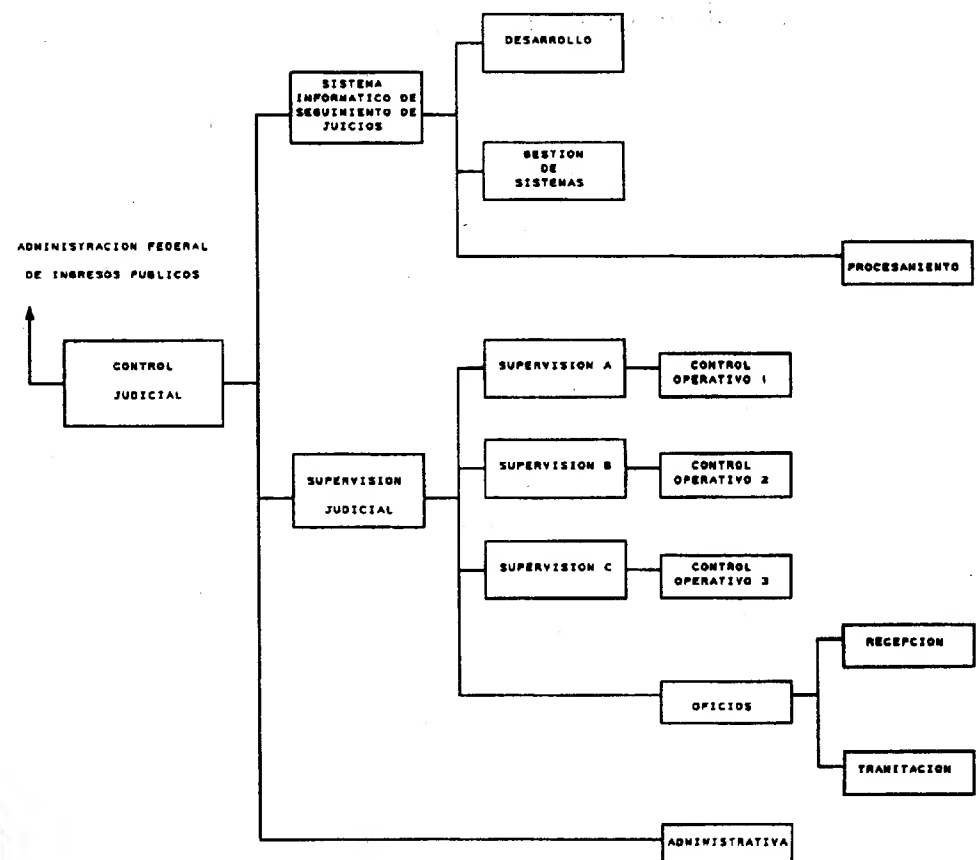 DESARROLLO
SISTEMA
INFORMATICO DE
SEGUIMIENTO DE
JUICIOS
GESTION
DE
SISTEMAS
PROCESAMIENTO
ADMINISTRACION FEDERAL
DE INGRESOS PUBLICOS
CONTROL
JUDICIAL
SUPERVISION A
CONTROL
OPERATIVO 1
SUPERVISION B
CONTROL
OPERATIVO 2
SUPERVISION
JUDICIAL
SUPERVISION C
CONTROL
OPERATIVO 3
OFICIOS
RECEPCION
TRAMITACION
ADMINISTRATIVA